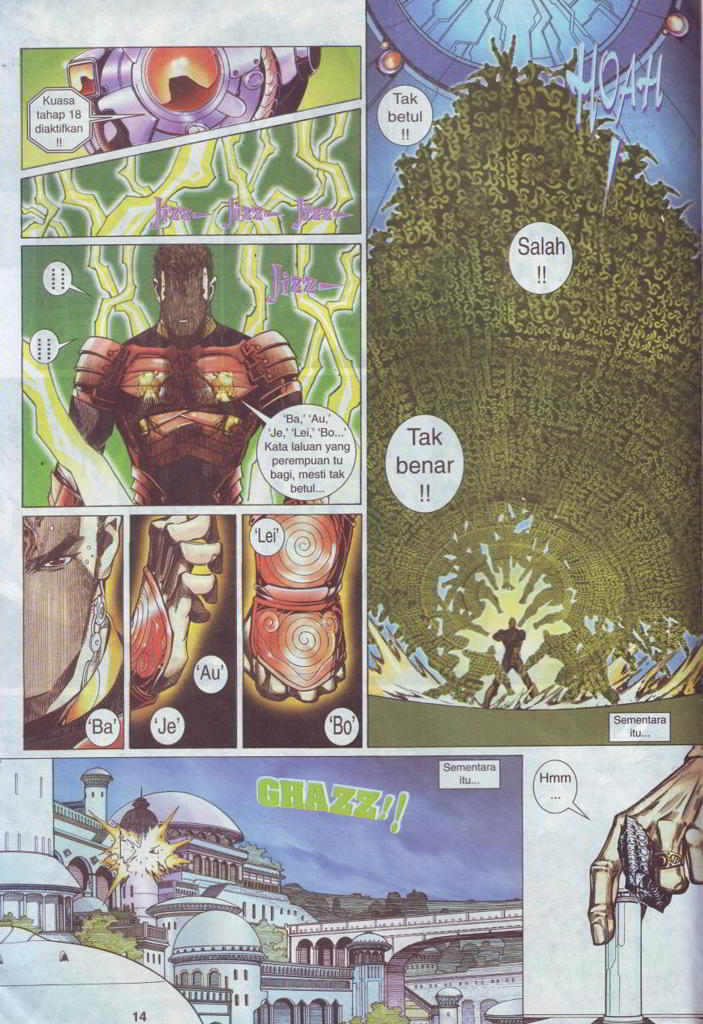 Kuasa
tahap 18
diaktifkan
!!
Jizz
Jizz
Jizz
Jizz
......
......
'Ba,' 'Au,'
'Je,' 'Lei,' 'Bo...'
Kata laluan yang
perempuan tu
bagi, mesti tak
betul...
'Ba'
'Je'
'Au'
'Lei'
'Bo'
HOAH
Tak
betul
!!
Salah
!!
Tak
benar
!!
Sementara
itu...
Sementara
itu...
GHAZZ!!
Hmm
...
14